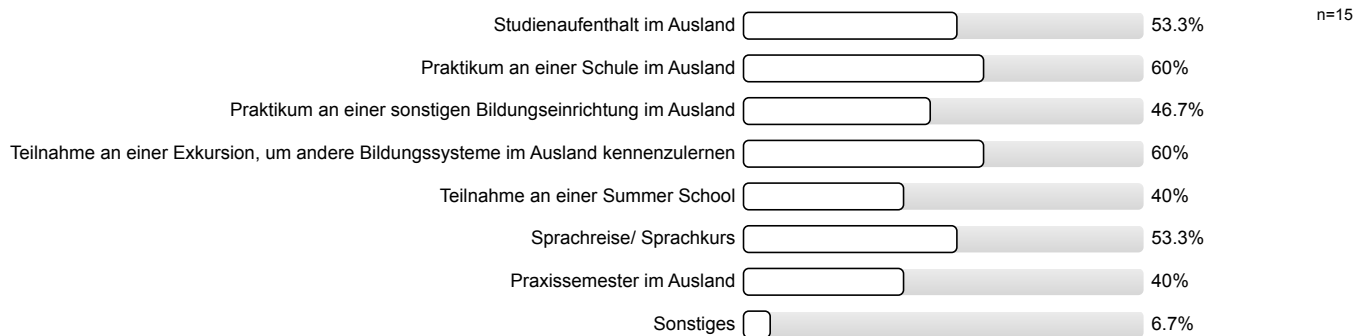 Studienaufenthalt im Ausland 53.3% n=15
Praktikum an einer Schule im Ausland 60%
Praktikum an einer sonstigen Bildungseinrichtung im Ausland 46.7%
Teilnahme an einer Exkursion, um andere Bildungssysteme im Ausland kennenzulernen 60%
Teilnahme an einer Summer School 40%
Sprachreise/ Sprachkurs 53.3%
Praxissemester im Ausland 40%
Sonstiges 6.7%